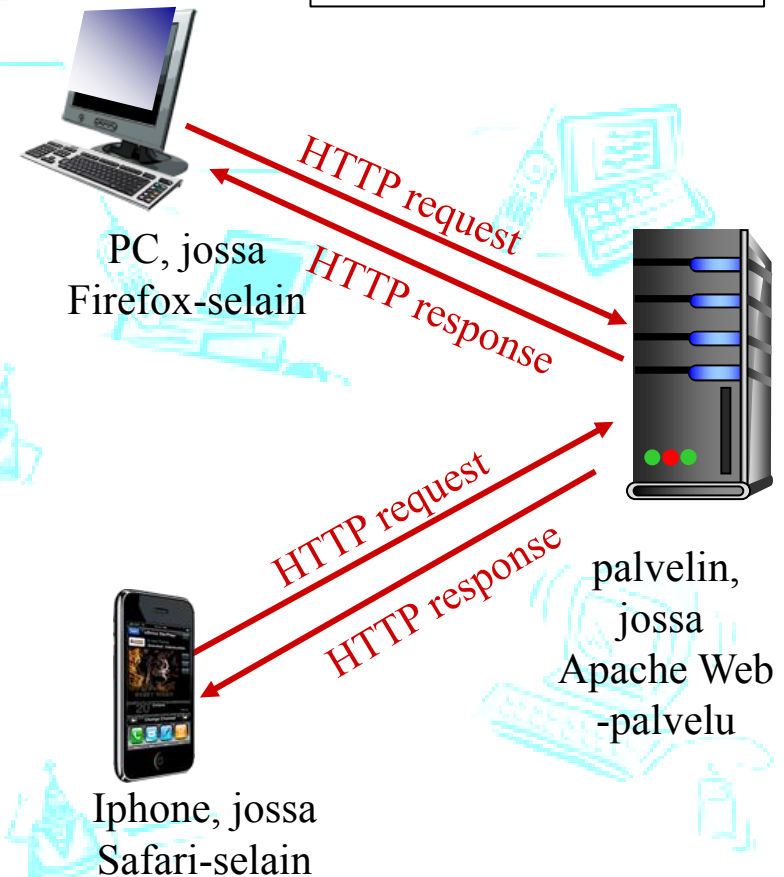 HTTP request
HTTP response
PC, jossa
Firefox-selain
HTTP request
HTTP response
palvelin,
jossa
Apache Web
-palvelu
Iphone, jossa
Safari-selain